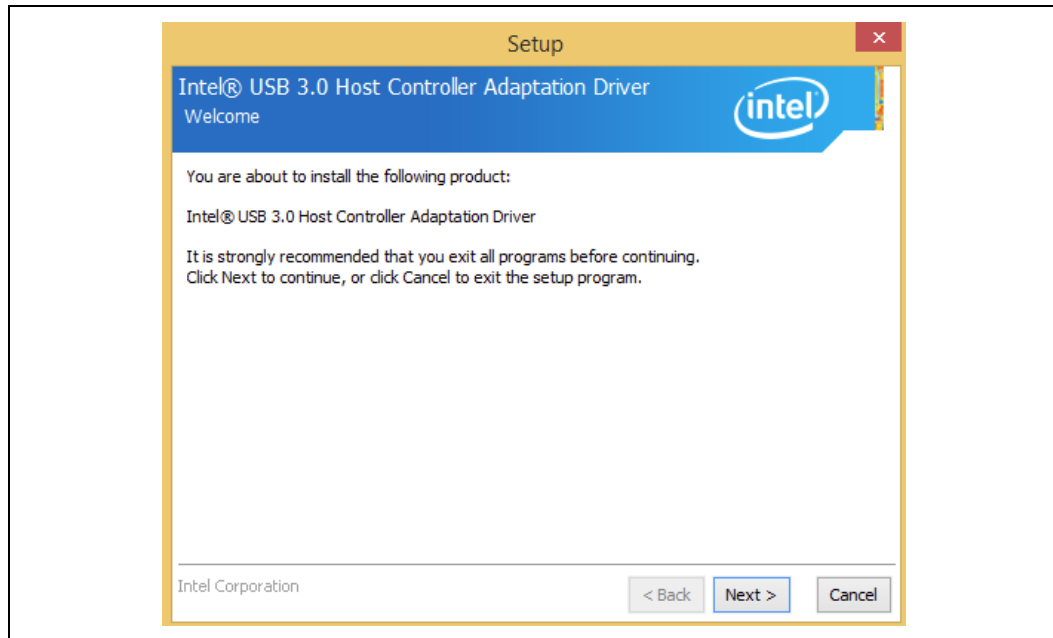 Setup
Intel® USB 3.0 Host Controller Adaptation Driver
Welcome
intel
You are about to install the following product:
Intel® USB 3.0 Host Controller Adaptation Driver
It is strongly recommended that you exit all programs before continuing.
Click Next to continue, or click Cancel to exit the setup program.
Intel Corporation
< Back Next > Cancel